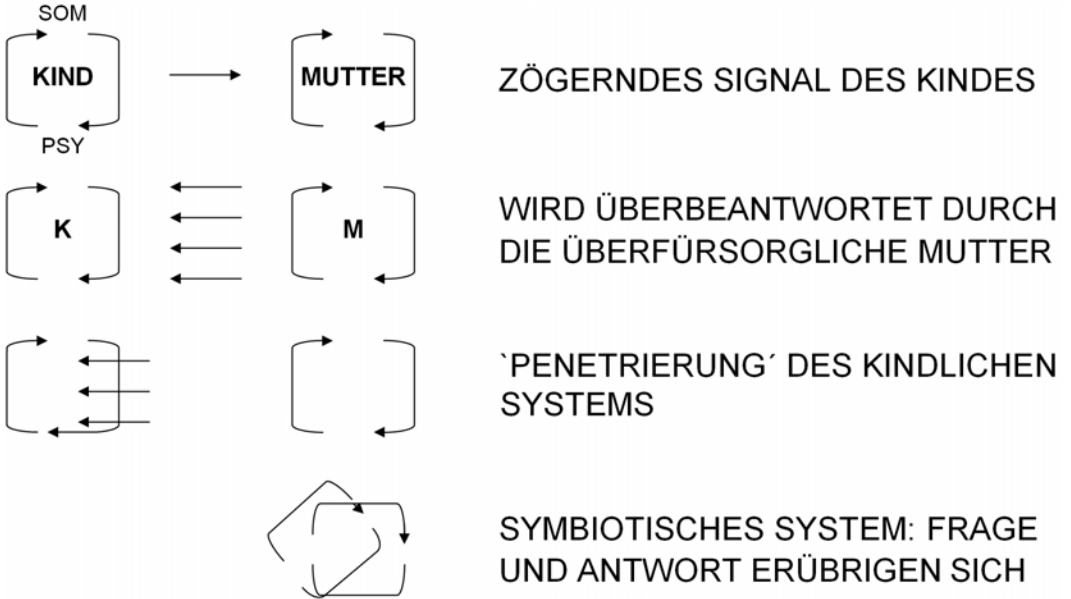 SOM
KIND
MUTTER
ZÖGERNDES SIGNAL DES KINDES
PSY
K
M
WIRD ÜBERBEANTWORTET DURCH
DIE ÜBERFÜRSORGLICHE MUTTER
`PENETRIERUNG´ DES KINDLICHEN
SYSTEMS
SYMBIOTISCHES SYSTEM: FRAGE
UND ANTWORT ERÜBRIGEN SICH